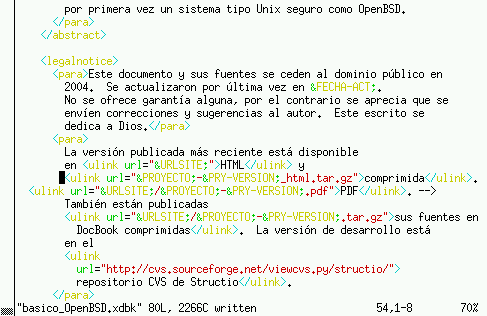 por primera vez un sistema tipo Unix seguro como OpenBSD.
</para>
</abstract>
<legalnotice>
<para>Este documento y sus fuentes se ceden al dominio público en
2004.  Se actualizaron por última vez en &FECHA-ACT;.
No se ofrece garantía alguna, por el contrario se aprecia que se
envíen correcciones y sugerencias al autor.  Este escrito se
dedica a Dios.</para>
<para>
La versión publicada más reciente está disponible
en <ulink url="&URLSITE;">HTML</ulink> y
<ulink url="&PROYECTO;-&PRY-VERSION;_html.tar.gz">comprimida</ulink>.
<ulink url="&URLSITE;/&PROYECTO;-&PRY-VERSION;.pdf">PDF</ulink>. -->
También están publicadas
<ulink url="&URLSITE;/&PROYECTO;-&PRY-VERSION;.tar.gz">sus fuentes en
DocBook comprimidas</ulink>.  La versión de desarrollo está
en el
<ulink
url="http://cvs.sourceforge.net/viewcvs.py/structio/">
repositorio CVS de Structio</ulink>.
</para>
"basico_OpenBSD.xdbk" 80L, 2266C written 54,1-8 70%